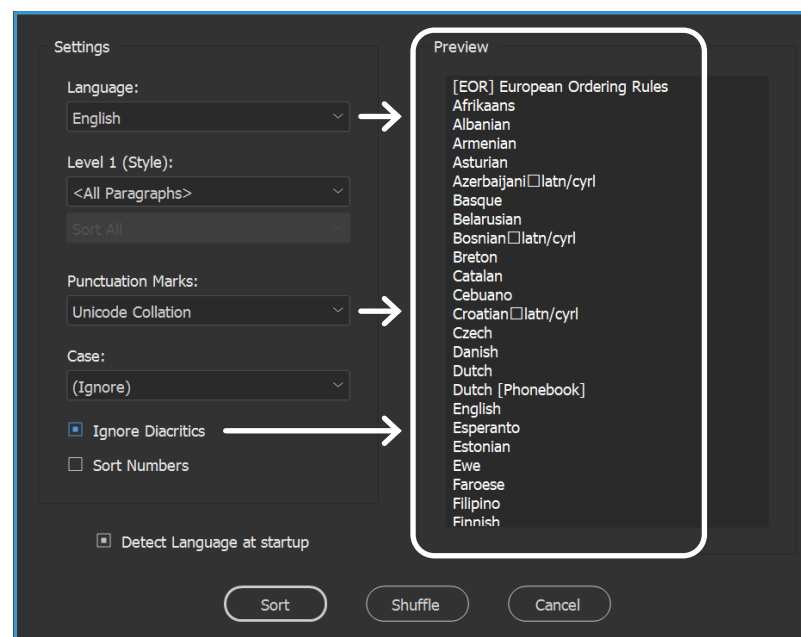 Settings
Language:
English
Level 1 (Style):
<All Paragraphs>
Sort All
Punctuation Marks:
Unicode Collation
Case:
(Ignore)
Ignore Diacritics
Sort Numbers
Detect Language at startup
Preview
[EOR] European Ordering Rules
Afrikaans
Albanian
Armenian
Asturian
Azerbaijani□latn/cyrl
Basque
Belarusian
Bosnian□latn/cyrl
Breton
Catalan
Cebuano
Croatian□latn/cyrl
Czech
Danish
Dutch
Dutch [Phonebook]
English
Esperanto
Estonian
Ewe
Faroese
Filipino
Finnish
Sort
Shuffle
Cancel